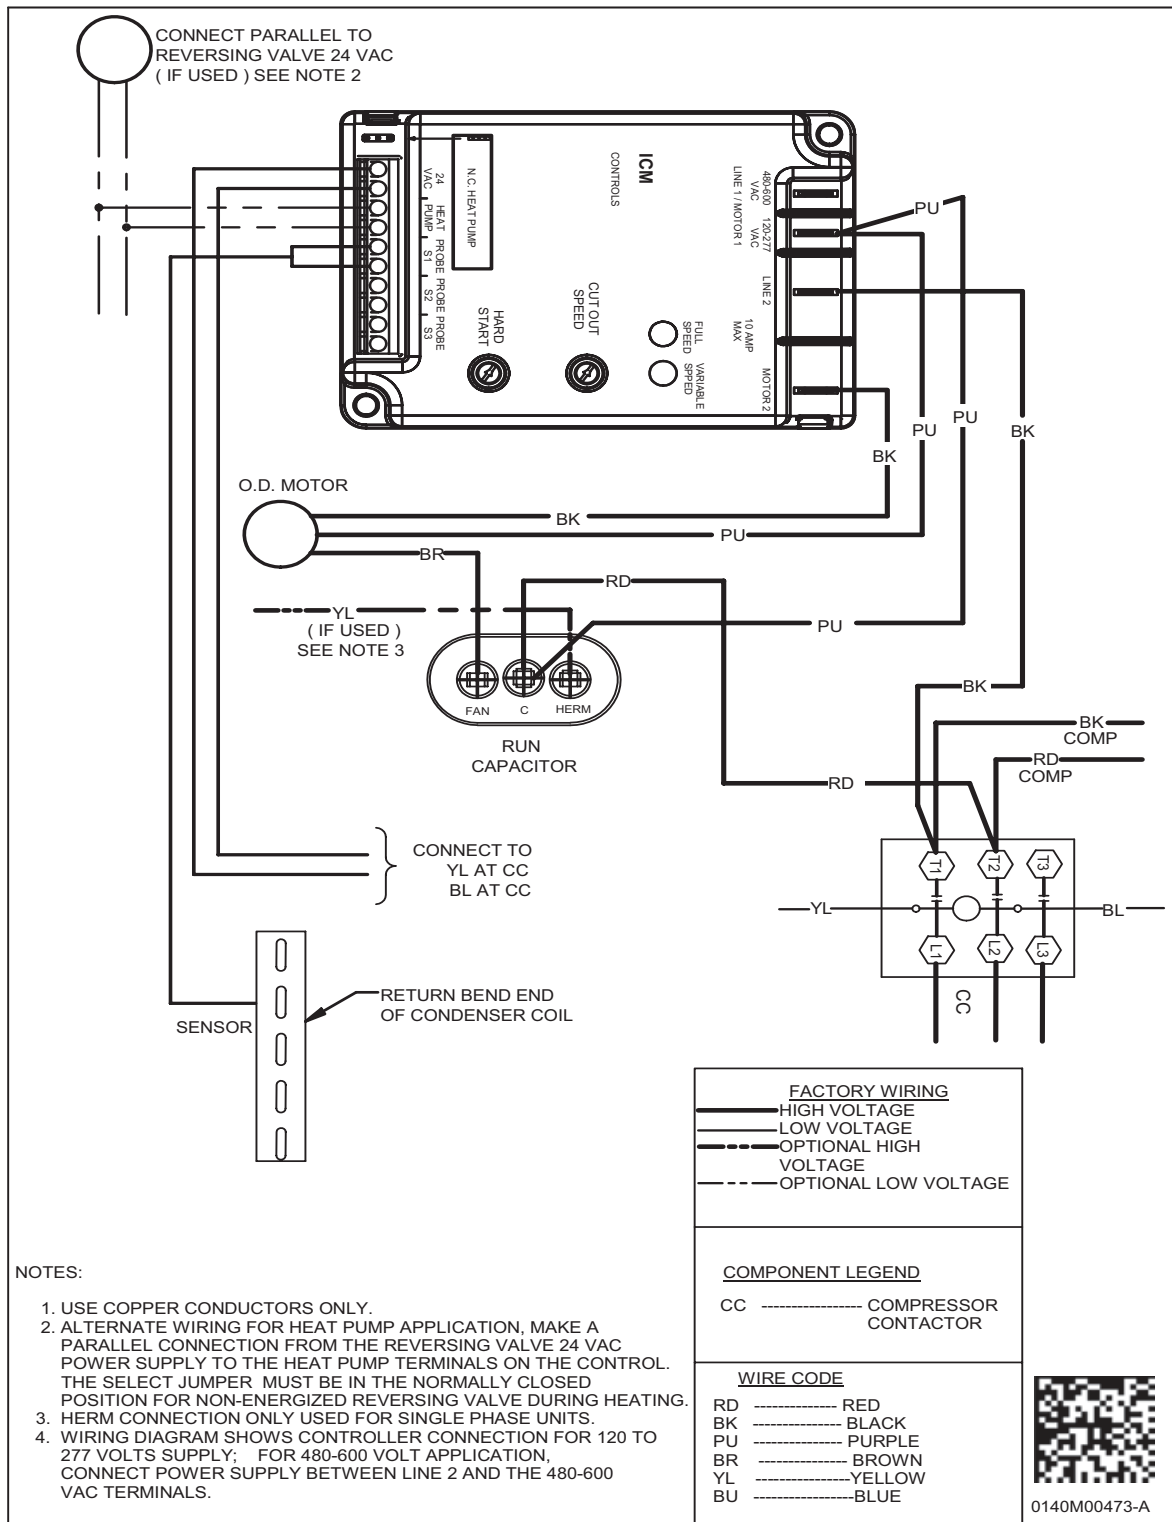 CONNECT PARALLEL TO
REVERSING VALVE 24 VAC
( IF USED ) SEE NOTE 2
24
VAC
HEAT
PUMP
PROBE
S1
PROBE
S2
PROBE
S3
N.C. HEAT PUMP
ICM
CONTROLS
HARD
START
CUT OUT
SPEED
FULL
SPEED
VARIABLE
SPPED
480-600
VAC
120-277
VAC
LINE 1 / MOTOR 1
LINE 2
10 AMP
MAX
MOTOR 2
PU
PU
PU
BK
BK
O.D. MOTOR
BK
PU
BR
RD
YL
( IF USED )
SEE NOTE 3
PU
FAN
C
HERM
RUN
CAPACITOR
BK
BK
COMP
RD
COMP
RD
CONNECT TO
YL AT CC
BL AT CC
T1
T2
T3
YL
BL
L1
L2
L3
CC
RETURN BEND END
OF CONDENSER COIL
SENSOR
FACTORY WIRING
HIGH VOLTAGE
LOW VOLTAGE
OPTIONAL HIGH
VOLTAGE
OPTIONAL LOW VOLTAGE
COMPONENT LEGEND
CC ----------------- COMPRESSOR
CONTACTOR
WIRE CODE
RD -------------- RED
BK --------------- BLACK
PU --------------- PURPLE
BR --------------- BROWN
YL ----------------YELLOW
BU -----------------BLUE
NOTES:
1. USE COPPER CONDUCTORS ONLY.
2. ALTERNATE WIRING FOR HEAT PUMP APPLICATION, MAKE A
PARALLEL CONNECTION FROM THE REVERSING VALVE 24 VAC
POWER SUPPLY TO THE HEAT PUMP TERMINALS ON THE CONTROL.
THE SELECT JUMPER MUST BE IN THE NORMALLY CLOSED
POSITION FOR NON-ENERGIZED REVERSING VALVE DURING HEATING.
3. HERM CONNECTION ONLY USED FOR SINGLE PHASE UNITS.
4. WIRING DIAGRAM SHOWS CONTROLLER CONNECTION FOR 120 TO
277 VOLTS SUPPLY; FOR 480-600 VOLT APPLICATION,
CONNECT POWER SUPPLY BETWEEN LINE 2 AND THE 480-600
VAC TERMINALS.
0140M00473-A